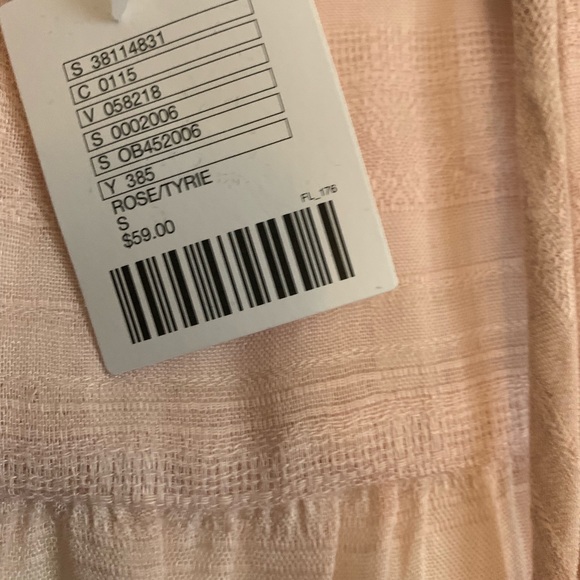 S 38114831
C 0115
V 058218
S 0002006
S OB452006
Y 385
ROSE/TYRIE
S
$59.00
FL_176